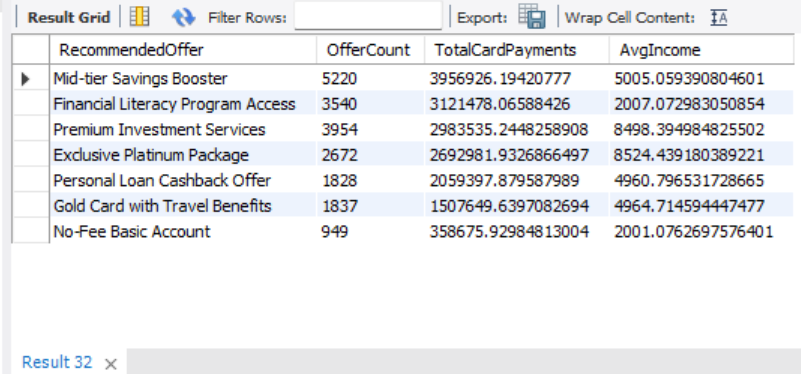 Result Grid Filter Rows: Export: Wrap Cell Content:
RecommendedOffer OfferCount TotalCardPayments AvgIncome
Mid-tier Savings Booster 5220 3956926.19420777 5005.059390804601
Financial Literacy Program Access 3540 3121478.06588426 2007.072983050854
Premium Investment Services 3954 2983535.2448258908 8498.394984825502
Exclusive Platinum Package 2672 2692981.9326866497 8524.439180389221
Personal Loan Cashback Offer 1828 2059397.879587989 4960.796531728665
Gold Card with Travel Benefits 1837 1507649.6397082694 4964.714594447477
No-Fee Basic Account 949 358675.92984813004 2001.0762697576401
Result 32